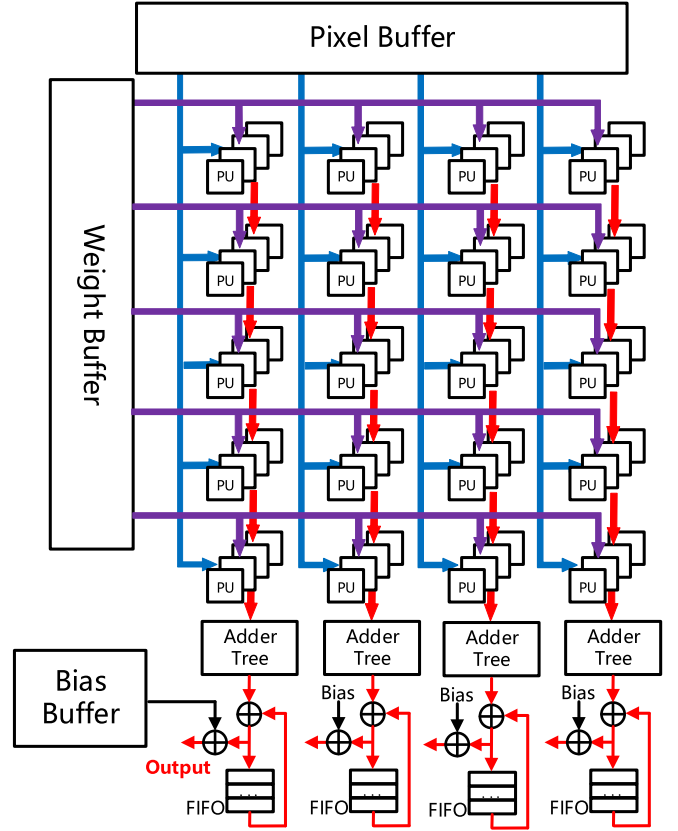 Pixel Buffer
Weight Buffer
PU PU PU PU
PU PU PU PU
PU PU PU PU
PU PU PU PU
PU PU PU PU
Adder Tree
Adder Tree
Adder Tree
Adder Tree
Bias Buffer
Bias
Bias
Bias
Output
...
...
...
...
FIFO
FIFO
FIFO
FIFO